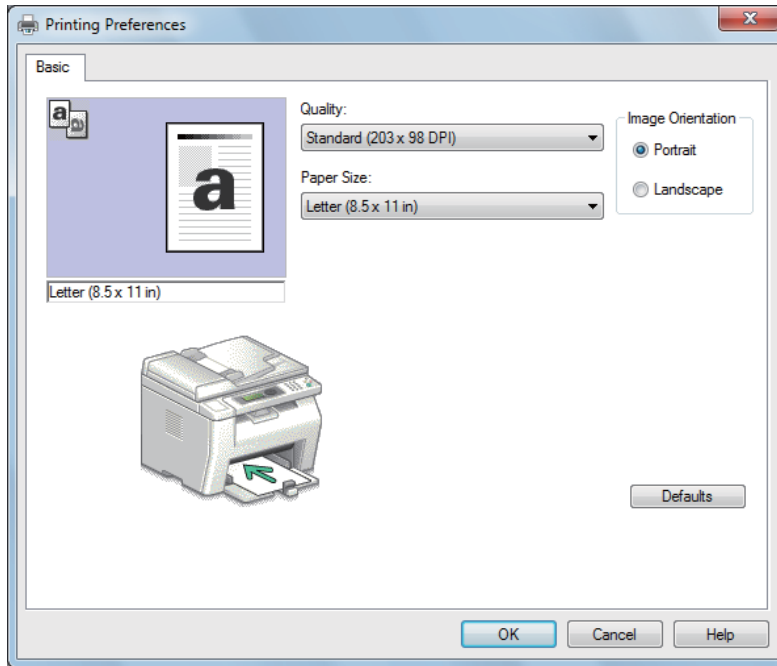 Printing Preferences
Basic
Quality:
Standard (203 x 98 DPI)
Paper Size:
Letter (8.5 x 11 in)
Image Orientation
Portrait
Landscape
a
a
a
Letter (8.5 x 11 in)
Defaults
OK
Cancel
Help